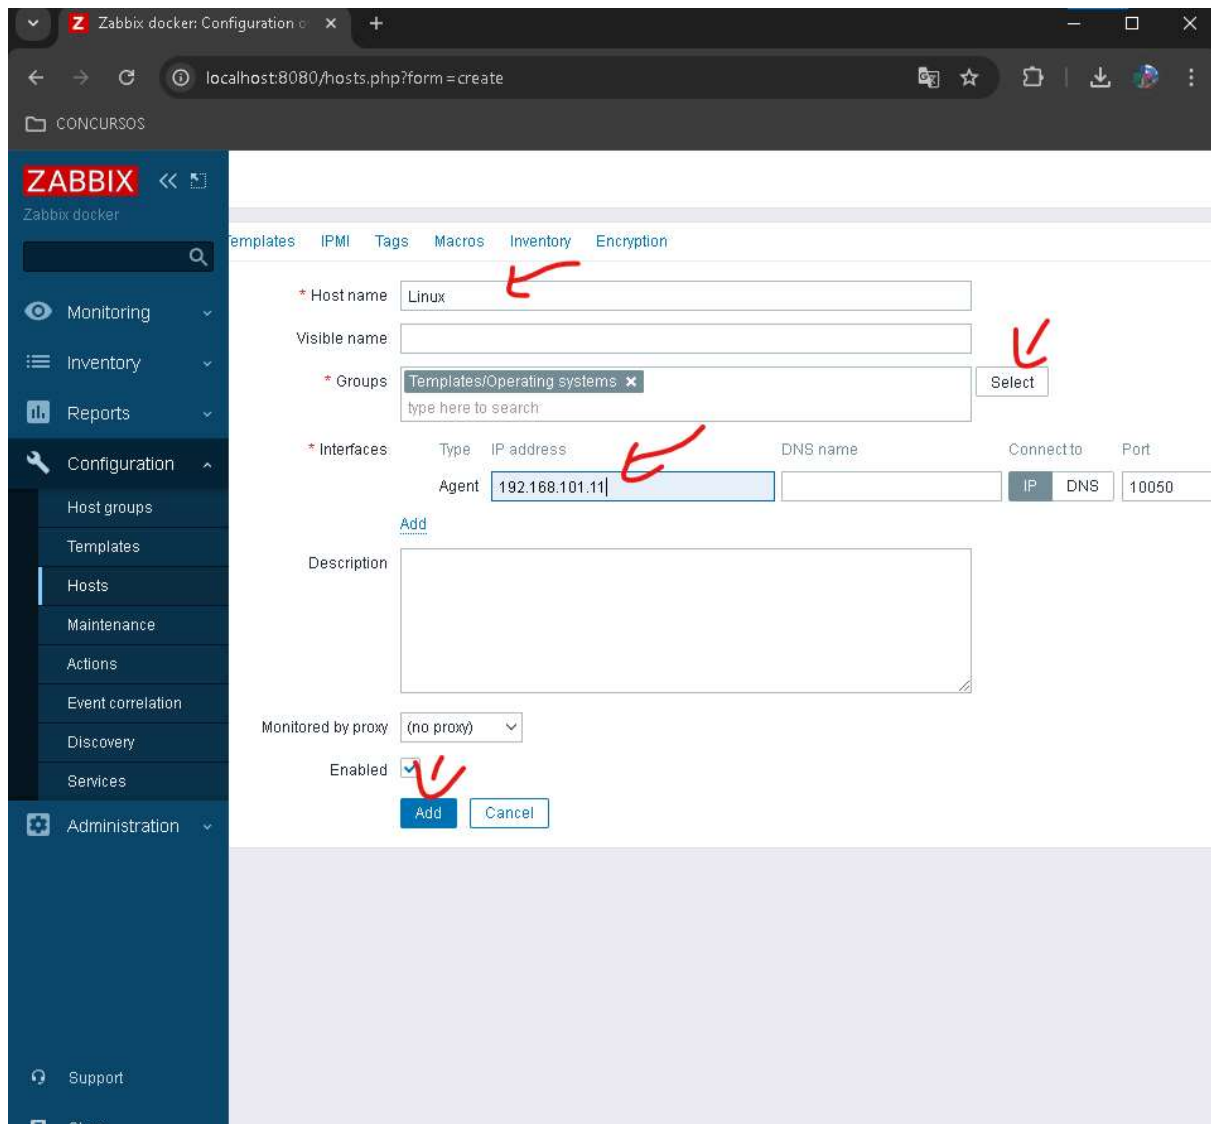 Zabbix docker: Configuration o
localhost:8080/hosts.php?form=create
CONCURSOS
ZABBIX
Zabbix docker
Monitoring
Inventory
Reports
Configuration
Host groups
Templates
Hosts
Maintenance
Actions
Event correlation
Discovery
Services
Administration
Support
Templates IPMI Tags Macros Inventory Encryption
* Host name Linux
Visible name
* Groups Templates/Operating systems Select
type here to search
* Interfaces Type IP address DNS name Connect to Port
Agent 192.168.101.11 IP DNS 10050
Add
Description
Monitored by proxy (no proxy)
Enabled
Add Cancel